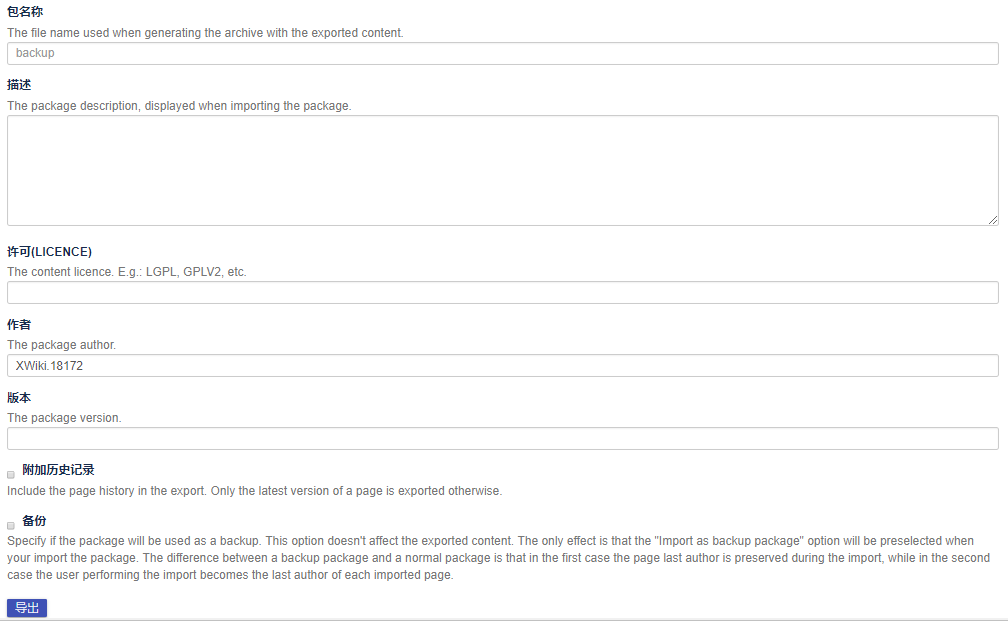 包名称
The file name used when generating the archive with the exported content.
backup
描述
The package description, displayed when importing the package.
许可(LICENCE)
The content licence. E.g.: LGPL, GPLV2, etc.
作者
The package author.
XWiki.18172
版本
The package version.
附加历史记录
Include the page history in the export. Only the latest version of a page is exported otherwise.
备份
Specify if the package will be used as a backup. This option doesn't affect the exported content. The only effect is that the "Import as backup package" option will be preselected when
your import the package. The difference between a backup package and a normal package is that in the first case the page last author is preserved during the import, while in the second
case the user performing the import becomes the last author of each imported page.
导出